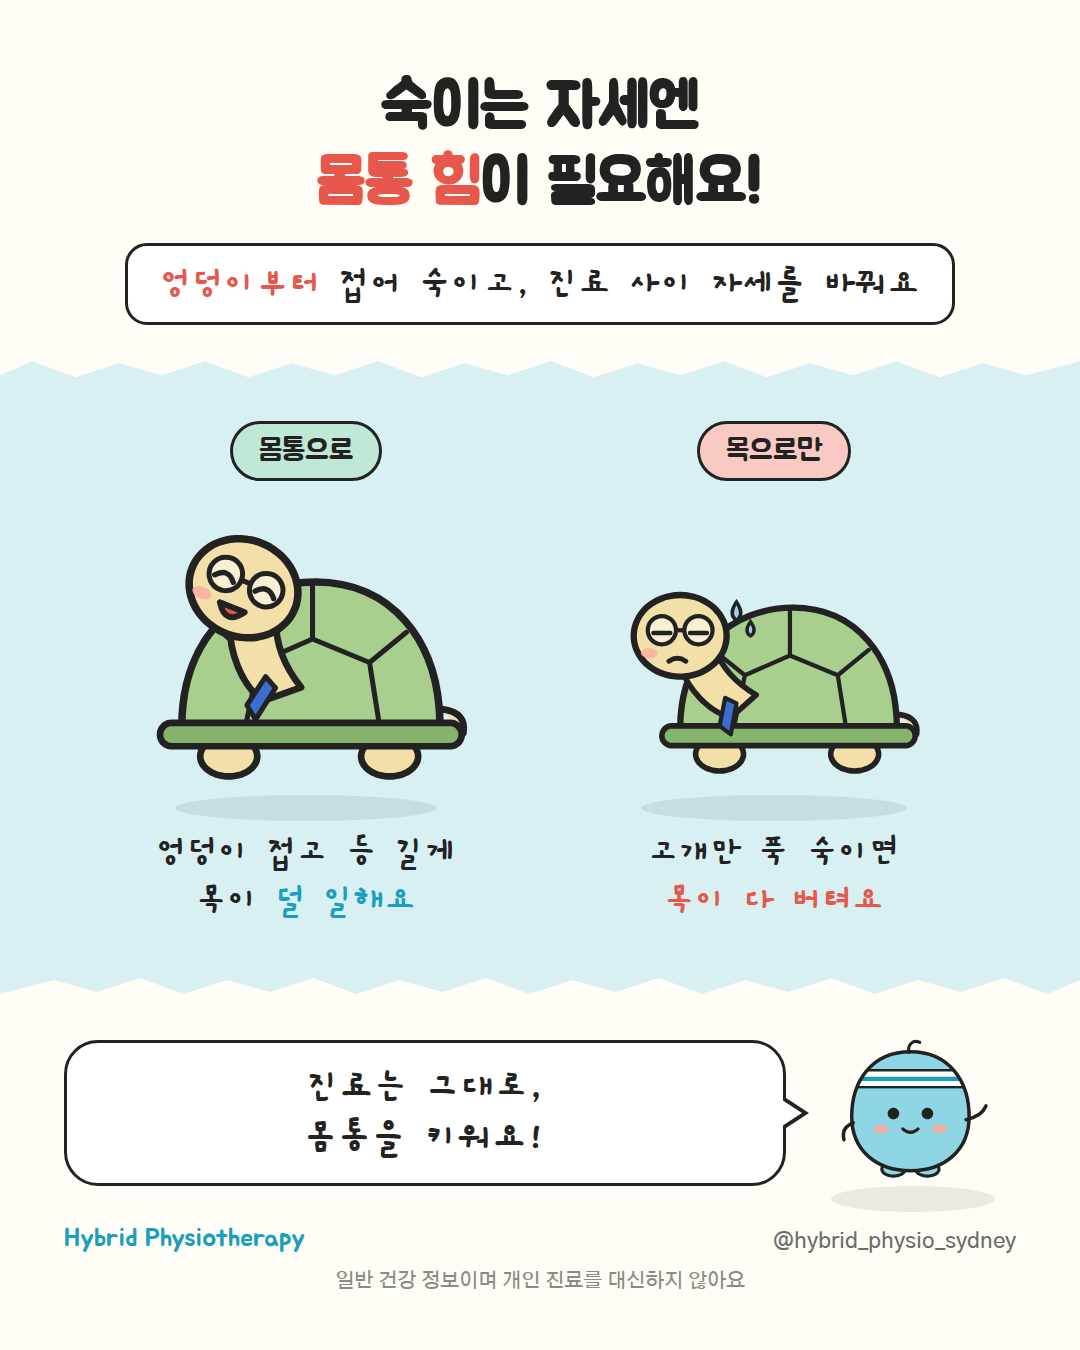 숙이는 자세엔
몸통 힘이 필요해요!
엉덩이부터 접어 숙이고, 진료 사이 자세를 바꿔요
몸통으로
목으로만
엉덩이 접고 등 길게
목이 덜 일해요
고개만 푹 숙이면
목이 다 버텨요
진료는 그대로,
몸통을 키워요!
Hybrid Physiotherapy
@hybrid_physio_sydney
일반 건강 정보이며 개인 진료를 대신하지 않아요